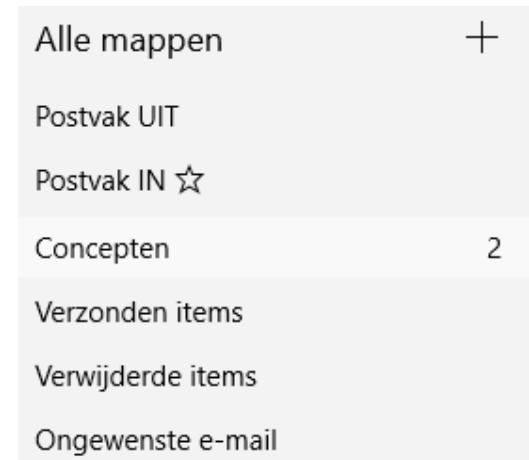 Alle mappen
Postvak UIT
Postvak IN
Concepten 2
Verzonden items
Verwijderde items
Ongewenste e-mail